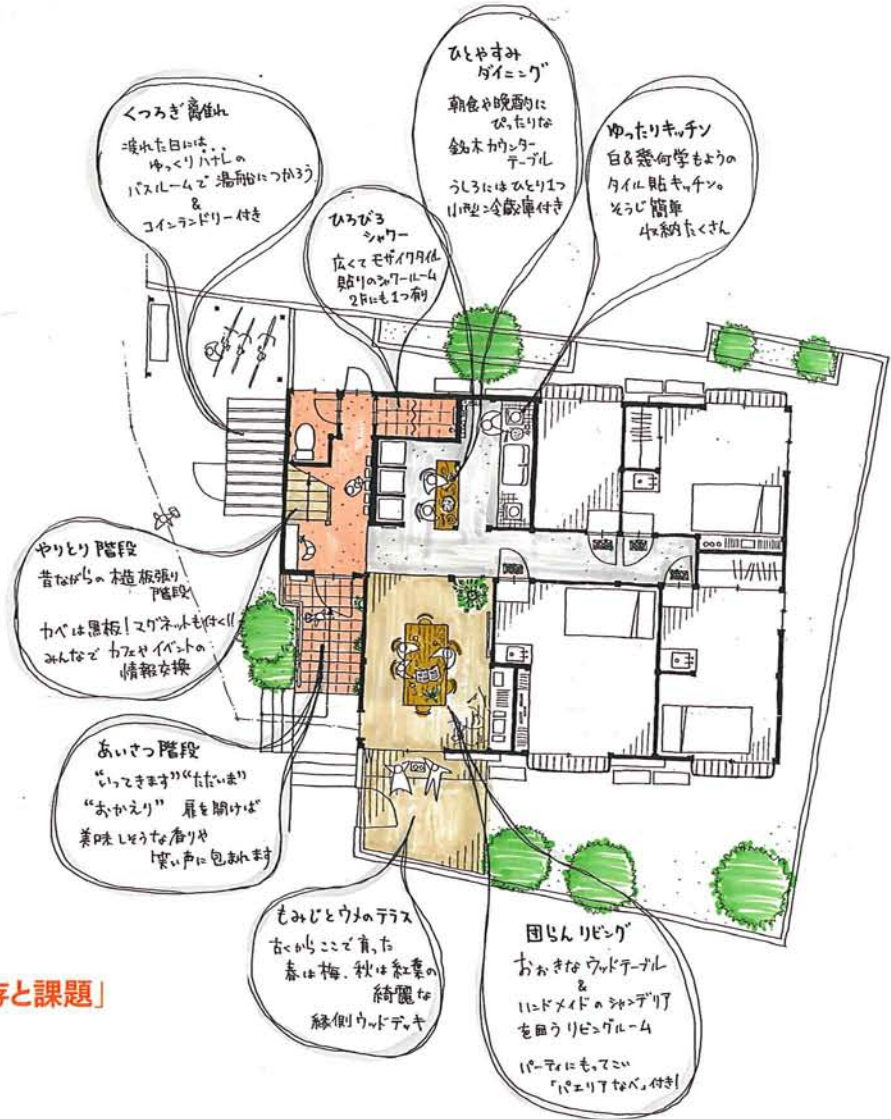 くつろぎ離れ
疲れた日には...
ゆっくりハナレの
バスルームで湯船につかろう
&
コインランドリー付き
ひろびろ
シャワー
広くてモザイクタイル
貼りのシャワールーム
2Fにも1つ有り
ひとやすみ
ダイニング
朝食や晩酌に
ぴったりな
銘木カウンター
テーブル
うしろにはひとり1つ
小型冷蔵庫付き
ゆったりキッチン
白&幾何学もようの
タイル貼キッチン。
そうじ簡単
収納たくさん
やりとり階段
昔ながらの木造板張り
階段
カベは黒板!マグネットも付く!!
みんなでカフェやイベントの
情報交換
あいさつ階段
"いってきます""ただいま"
"おかえり" 扉を開けば
美味しそうな香りや
笑い声に包まれます
もみじとウメのテラス
古くからここで育った
春は梅、秋は紅葉の
綺麗な
縁側ウッドデッキ
団らんリビング
おおきなウッドテーブル
&
ハンドメイドのシャンデリア
を囲うリビングルーム
パーティにもってこい
「パエリアなべ」付き!
存と課題」